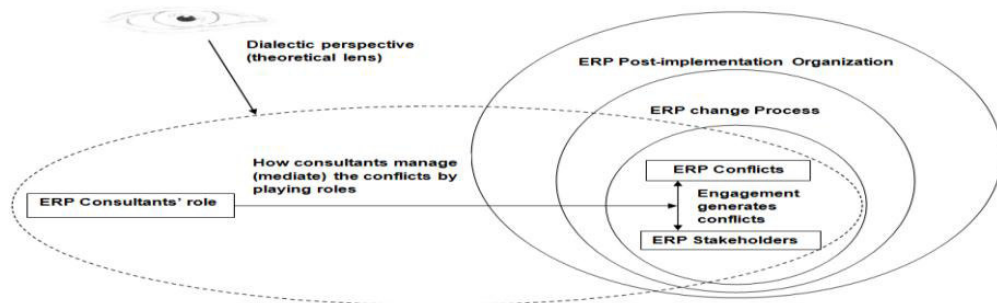 Dialectic perspective
(theoretical lens)
ERP Post-implementation Organization
ERP change Process
How consultants manage
(mediate) the conflicts by
playing roles
ERP Consultants' role
ERP Conflicts
Engagement
generates
conflicts
ERP Stakeholders